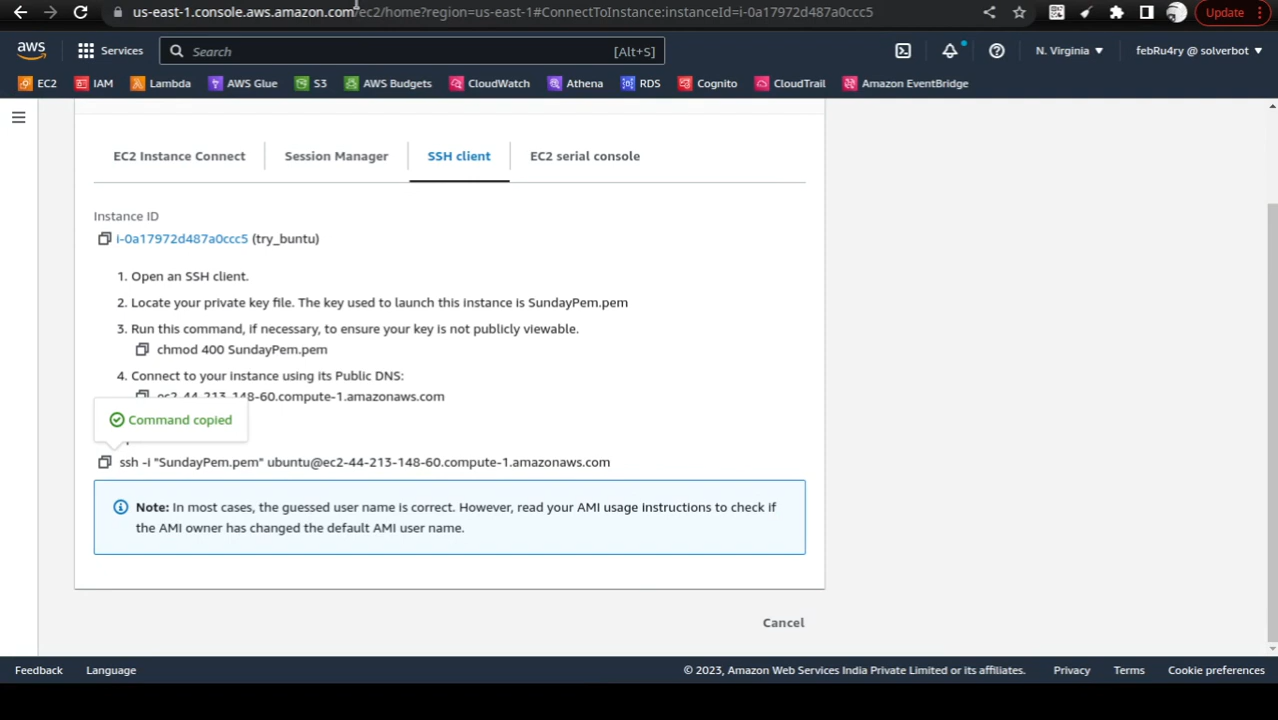 us-east-1.console.aws.amazon.com/ec2/home?region=us-east-1#ConnectToInstance:instanceId=i-0a17972d487a0ccc5
Update
aws
Services
Search
[Alt+S]
N. Virginia
febRu4ry @ solverbot
EC2
IAM
Lambda
AWS Glue
S3
AWS Budgets
CloudWatch
Athena
RDS
Cognito
CloudTrail
Amazon EventBridge
EC2 Instance Connect
Session Manager
SSH client
EC2 serial console
Instance ID
i-0a17972d487a0ccc5 (try_buntu)
1. Open an SSH client.
2. Locate your private key file. The key used to launch this instance is SundayPem.pem
3. Run this command, if necessary, to ensure your key is not publicly viewable.
chmod 400 SundayPem.pem
4. Connect to your instance using its Public DNS:
ec2-44-213-148-60.compute-1.amazonaws.com
Command copied
ssh -i "SundayPem.pem" ubuntu@ec2-44-213-148-60.compute-1.amazonaws.com
Note: In most cases, the guessed user name is correct. However, read your AMI usage instructions to check if
the AMI owner has changed the default AMI user name.
Cancel
Feedback
Language
© 2023, Amazon Web Services India Private Limited or its affiliates.
Privacy
Terms
Cookie preferences